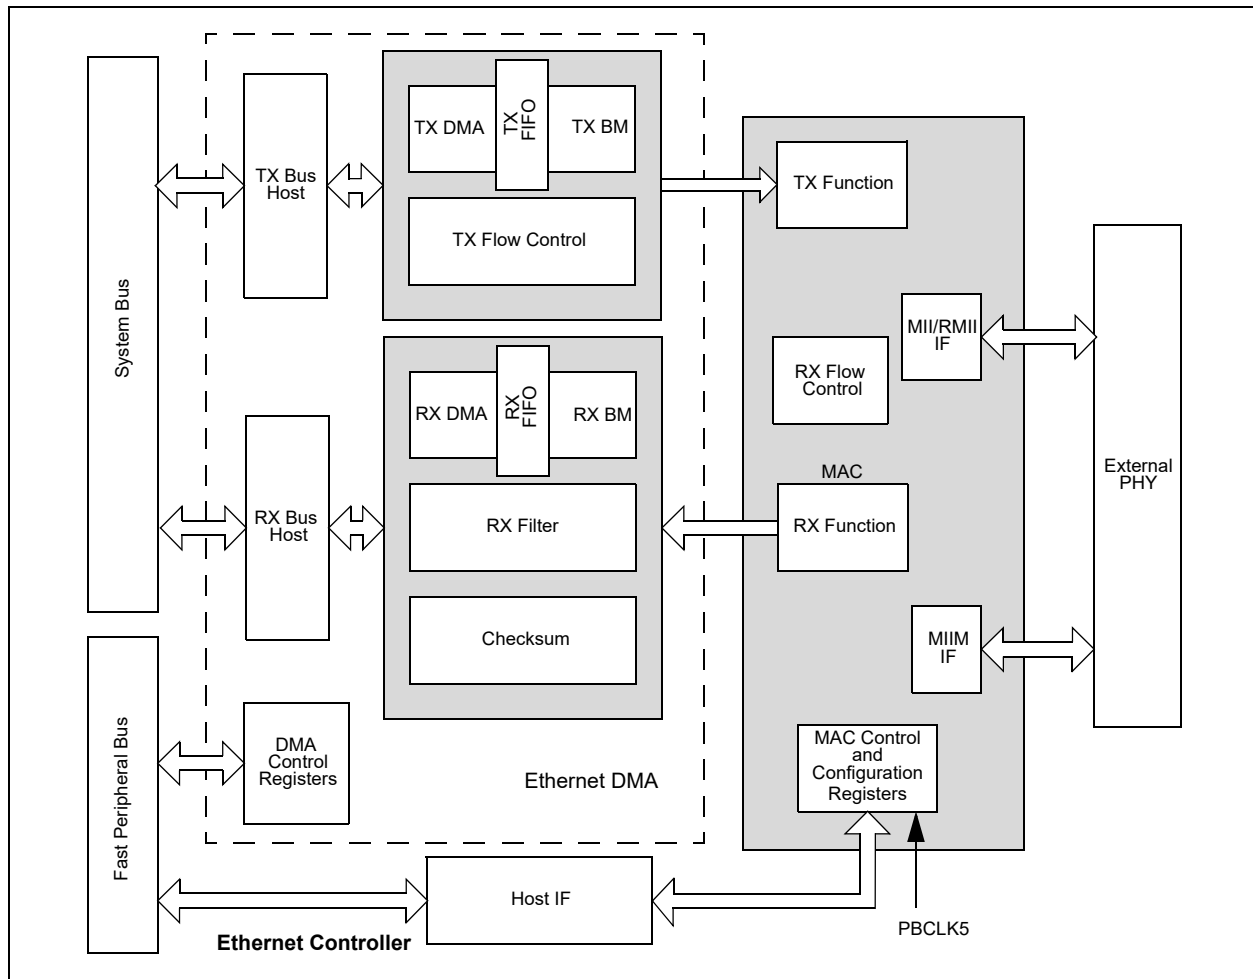 System Bus
Fast Peripheral Bus
TX Bus
Host
TX DMA
TX
FIFO
TX BM
TX Flow Control
TX Function
MII/RMII
IF
RX Flow
Control
RX DMA
RX
FIFO
RX BM
RX Bus
Host
RX Filter
Checksum
MAC
RX Function
External
PHY
MIIM
IF
DMA
Control
Registers
Ethernet DMA
MAC Control
and
Configuration
Registers
Host IF
PBCLK5
Ethernet Controller